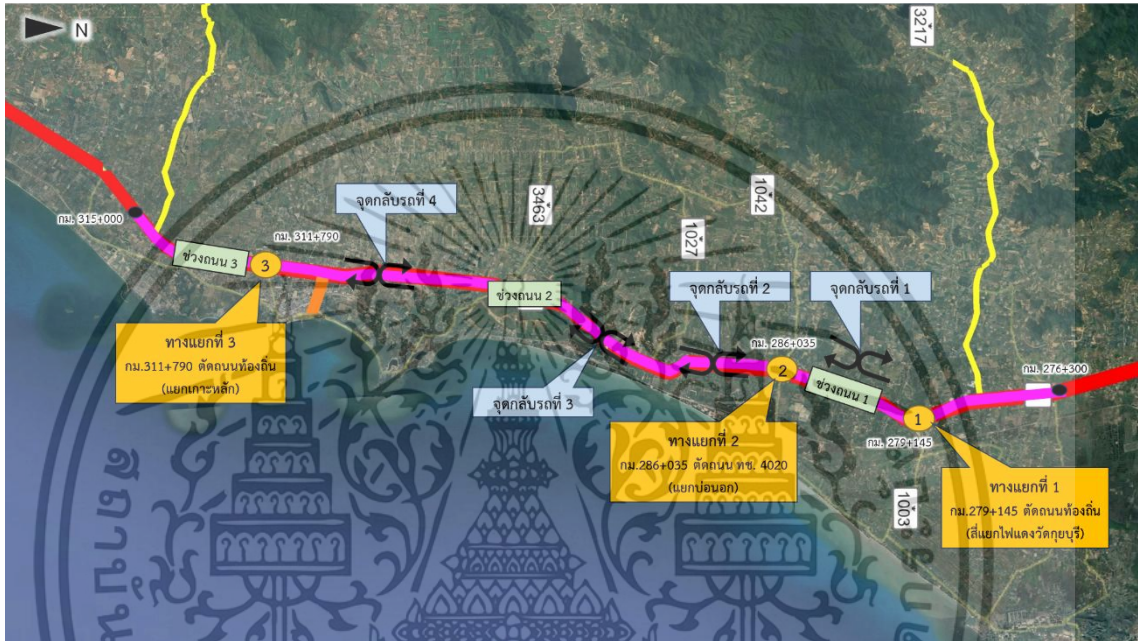 N
3217
3463
1042
1027
จุดกลับรถที่ 4
กม. 315+000
กม. 311+790
ช่วงถนน 3
3
ช่วงถนน 2
จุดกลับรถที่ 2
จุดกลับรถที่ 1
กม. 286+035
2
ช่วงถนน 1
กม. 276+300
1
กม. 279+145
1003
จุดกลับรถที่ 3
ทางแยกที่ 3
กม.311+790 ตัดถนนท้องถิ่น
(แยกเกาะหลัก)
ทางแยกที่ 2
กม.286+035 ตัดถนน ทช. 4020
(แยกบ่อนอก)
ทางแยกที่ 1
กม.279+145 ตัดถนนท้องถิ่น
(สี่แยกไฟแดงวัดกุยบุรี)